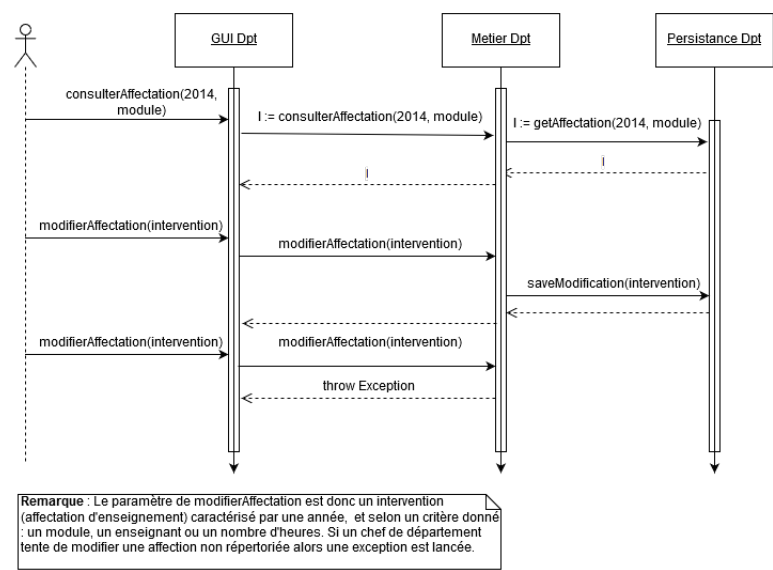 GUI Dpt
Metier Dpt
Persistance Dpt
consulterAffectation(2014,
module)
l := consulterAffectation(2014, module)
l := getAffectation(2014, module)
l
l
modifierAffectation(intervention)
modifierAffectation(intervention)
saveModification(intervention)
modifierAffectation(intervention)
modifierAffectation(intervention)
throw Exception
Remarque : Le paramètre de modifierAffectation est donc un intervention
(affectation d'enseignement) caractérisé par une année, et selon un critère donné
: un module, un enseignant ou un nombre d'heures. Si un chef de département
tente de modifier une affection non répertoriée alors une exception est lancée.